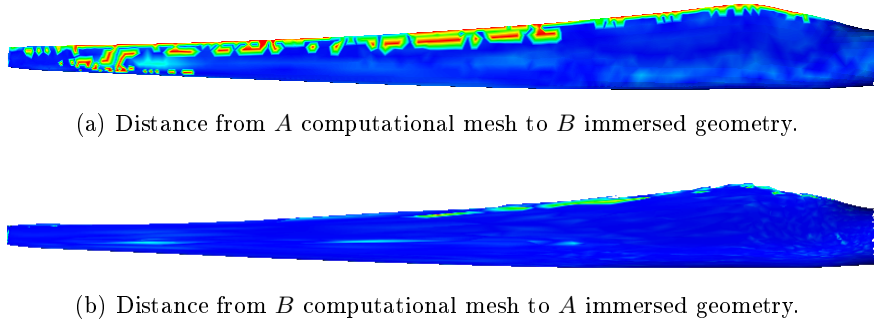 (a) Distance from A computational mesh to B immersed geometry.
(b) Distance from B computational mesh to A immersed geometry.